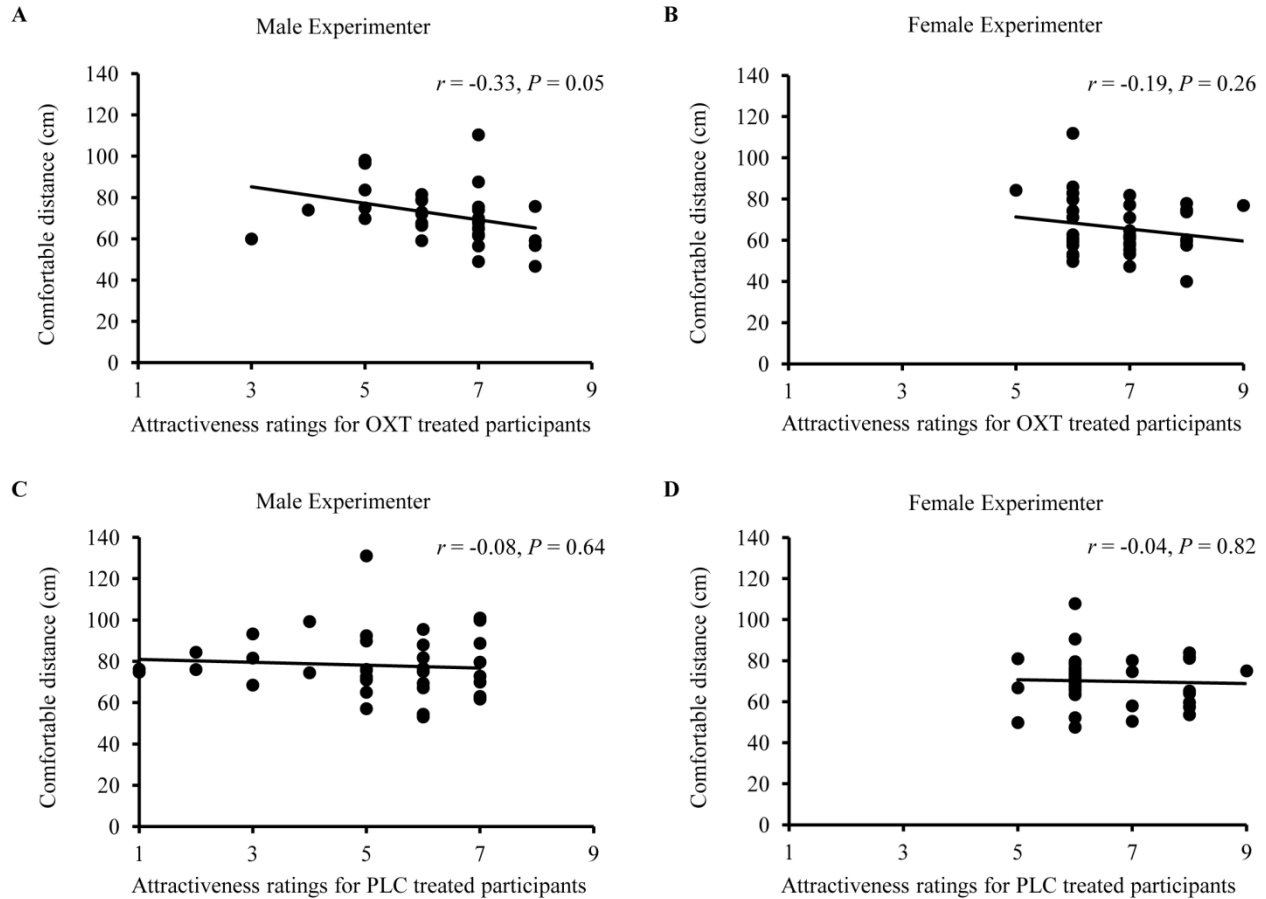 A
Male Experimenter
r = -0.33, P = 0.05
Comfortable distance (cm)
140
120
100
80
60
40
20
0
1 3 5 7 9
Attractiveness ratings for OXT treated participants
B
Female Experimenter
r = -0.19, P = 0.26
Comfortable distance (cm)
140
120
100
80
60
40
20
0
1 3 5 7 9
Attractiveness ratings for OXT treated participants
C
Male Experimenter
r = -0.08, P = 0.64
Comfortable distance (cm)
140
120
100
80
60
40
20
0
1 3 5 7 9
Attractiveness ratings for PLC treated participants
D
Female Experimenter
r = -0.04, P = 0.82
Comfortable distance (cm)
140
120
100
80
60
40
20
0
1 3 5 7 9
Attractiveness ratings for PLC treated participants